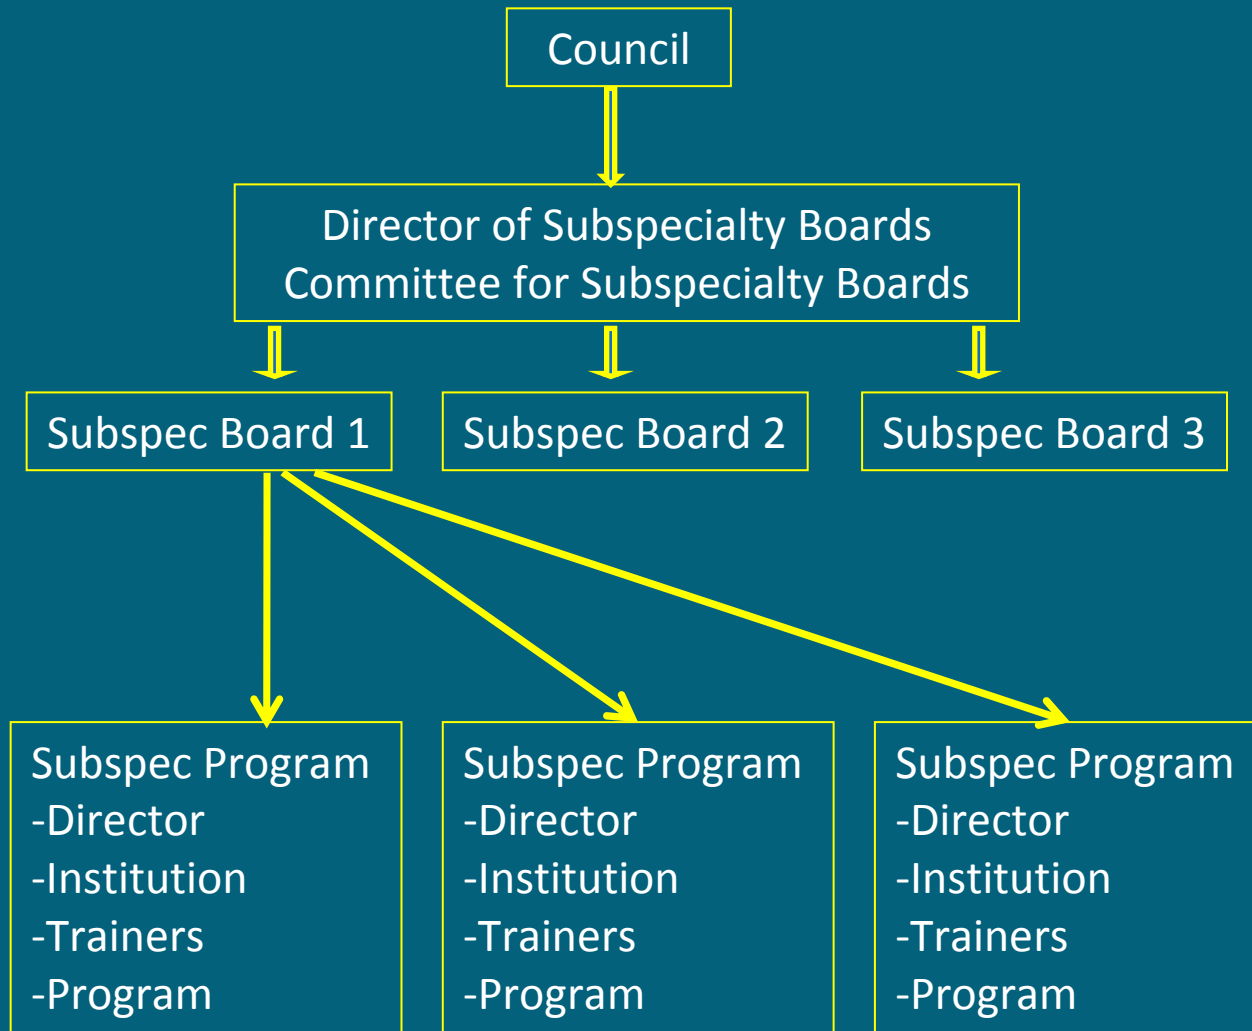 Council
Director of Subspecialty Boards
Committee for Subspecialty Boards
Subspec Board 1
Subspec Board 2
Subspec Board 3
Subspec Program
-Director
-Institution
-Trainers
-Program
Subspec Program
-Director
-Institution
-Trainers
-Program
Subspec Program
-Director
-Institution
-Trainers
-Program